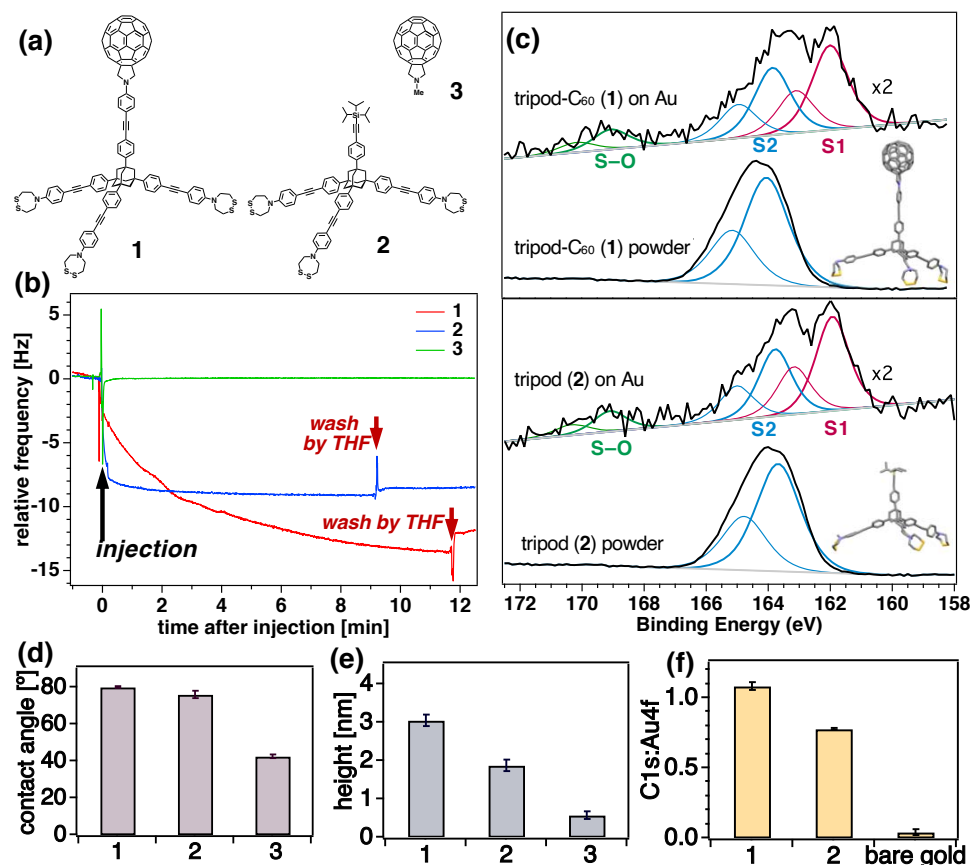 (a)
N
N
Me
3
Si
N
S
S
N
S
S
N
S
S
1
N
S
S
N
S
S
N
S
S
2
(b)
relative frequency [Hz]
5
0
-5
-10
-15
1
2
3
wash
by THF
wash by THF
injection
0
2
4
6
8
10
12
time after injection [min]
(c)
tripod-C60 (1) on Au
x2
S–O
S2
S1
tripod-C60 (1) powder
tripod (2) on Au
x2
S–O
S2
S1
tripod (2) powder
172
170
168
166
164
162
160
158
Binding Energy (eV)
(d)
contact angle [º]
80
60
40
20
0
1
2
3
(e)
height [nm]
4
3
2
1
0
1
2
3
(f)
C1s:Au4f
1.0
0.5
0.0
1
2
bare gold